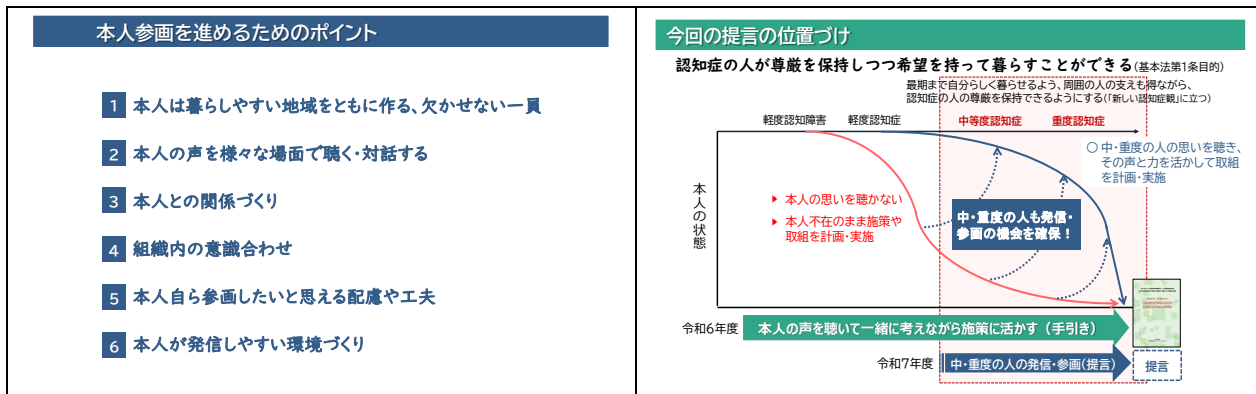 本人参画を進めるためのポイント
1 本人は暮らしやすい地域をともに作る、欠かせない一員
2 本人の声を様々な場面で聴く・対話する
3 本人との関係づくり
4 組織内の意識合わせ
5 本人自ら参画したいと思える配慮や工夫
6 本人が発信しやすい環境づくり
今回の提言の位置づけ
認知症の人が尊厳を保持しつつ希望を持って暮らすことができる(基本法第1条目的)
最期まで自分らしく暮らせるよう、周囲の人の支えも得ながら、
認知症の人の尊厳を保持できるようにする(「新しい認知症観」に立つ)
軽度認知障害 軽度認知症 中等度認知症 重度認知症
○ 中・重度の人の思いを聴き、
その声と力を活かして取組
を計画・実施
本人の状態
▶ 本人の思いを聴かない
▶ 本人不在のまま施策や
取組を計画・実施
中・重度の人も発信・
参画の機会を確保！
令和6年度 本人の声を聴いて一緒に考えながら施策に活かす（手引き）
令和7年度 中・重度の人の発信・参画(提言) 提言